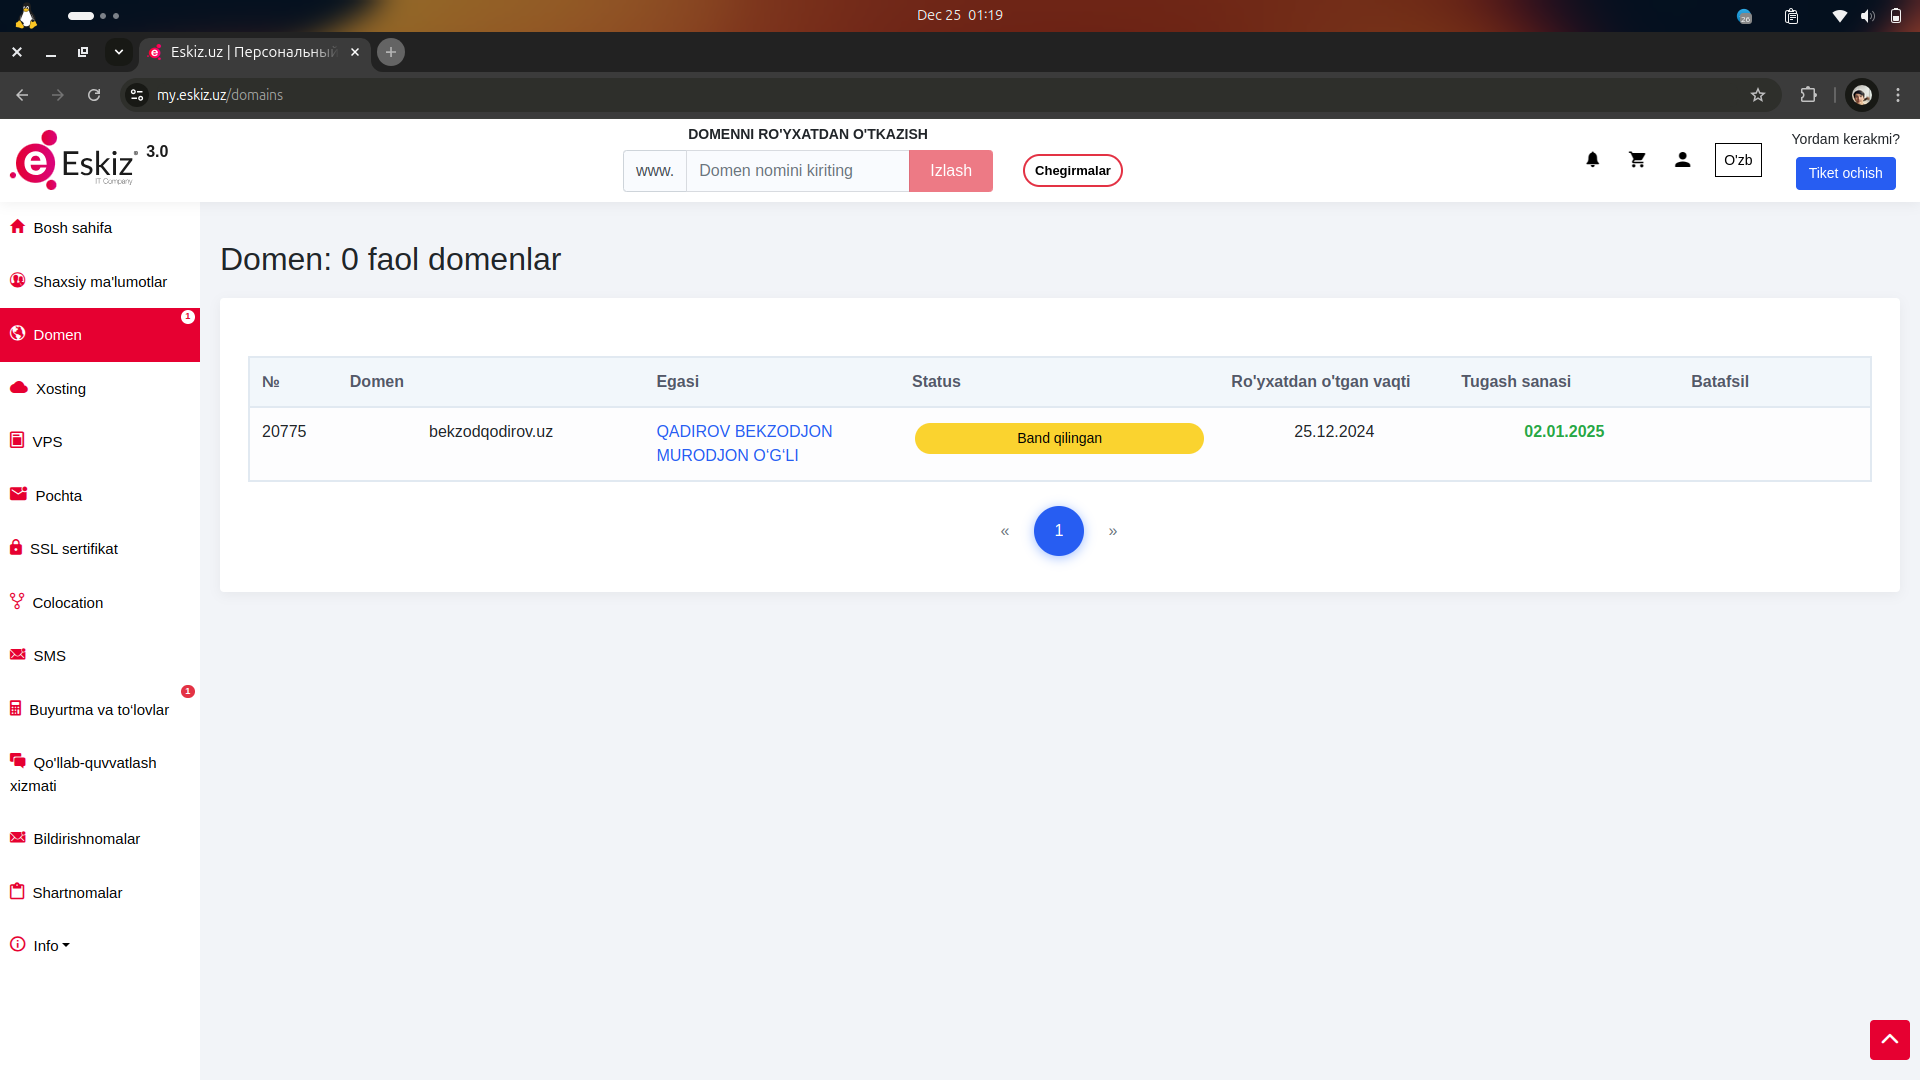 Dec 25 01:19
26
Eskiz.uz | Персональный
my.eskiz.uz/domains
e Eskiz 3.0
IT Company
DOMENNI RO'YXATDAN O'TKAZISH
www. Domen nomini kiriting Izlash
Chegirmalar
O'zb
Yordam kerakmi?
Tiket ochish
Bosh sahifa
Shaxsiy ma'lumotlar
Domen 1
Xosting
VPS
Pochta
SSL sertifikat
Colocation
SMS
Buyurtma va to‘lovlar 1
Qo'llab-quvvatlash
xizmati
Bildirishnomalar
Shartnomalar
Info
Domen: 0 faol domenlar
№ Domen Egasi Status Ro'yxatdan o'tgan vaqti Tugash sanasi Batafsil
20775 bekzodqodirov.uz QADIROV BEKZODJON Band qilingan 25.12.2024 02.01.2025
MURODJON O‘G‘LI
« 1 »